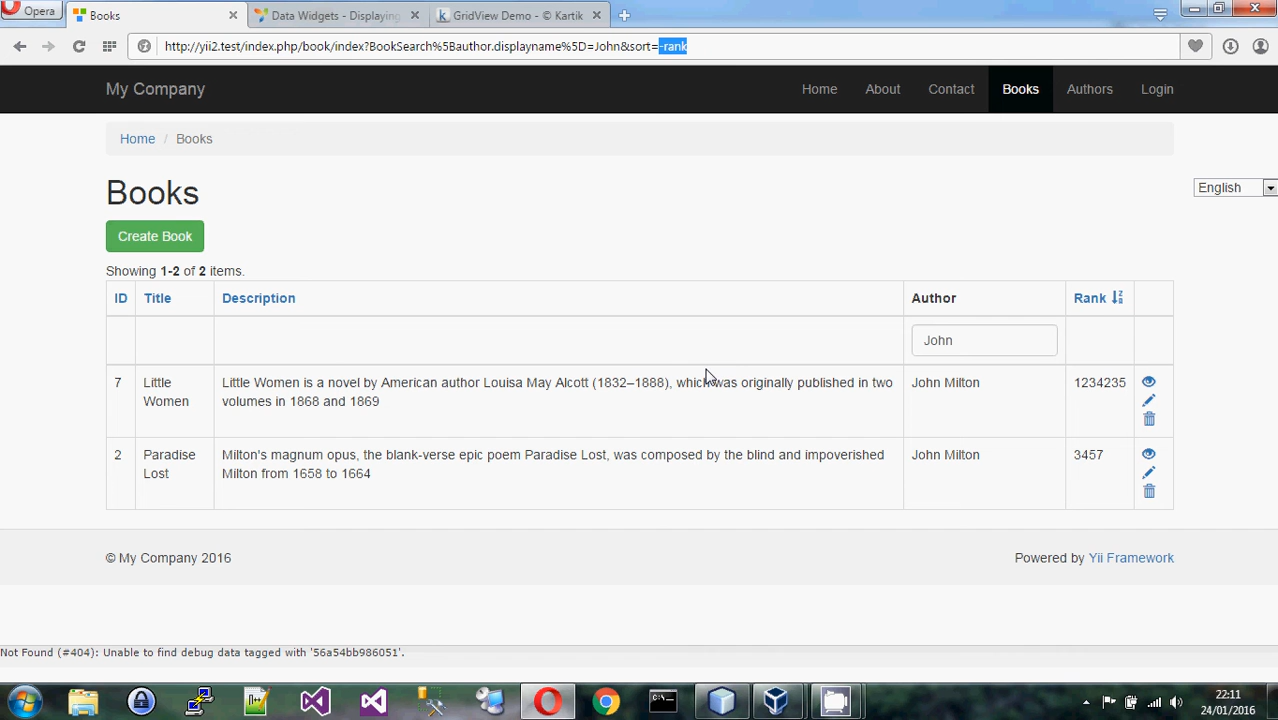 Opera
Books
Data Widgets - Displaying
GridView Demo - © Kartik
http://yii2.test/index.php/book/index?BookSearch%5Bauthor.displayname%5D=John&sort=-rank
My Company
Home
About
Contact
Books
Authors
Login
Home / Books
Books
English
Create Book
Showing 1-2 of 2 items.
ID
Title
Description
Author
Rank
John
7
Little
Women
Little Women is a novel by American author Louisa May Alcott (1832–1888), which was originally published in two
volumes in 1868 and 1869
John Milton
1234235
2
Paradise
Lost
Milton's magnum opus, the blank-verse epic poem Paradise Lost, was composed by the blind and impoverished
Milton from 1658 to 1664
John Milton
3457
© My Company 2016
Powered by Yii Framework
Not Found (#404): Unable to find debug data tagged with '56a54bb986051'.
22:11
24/01/2016